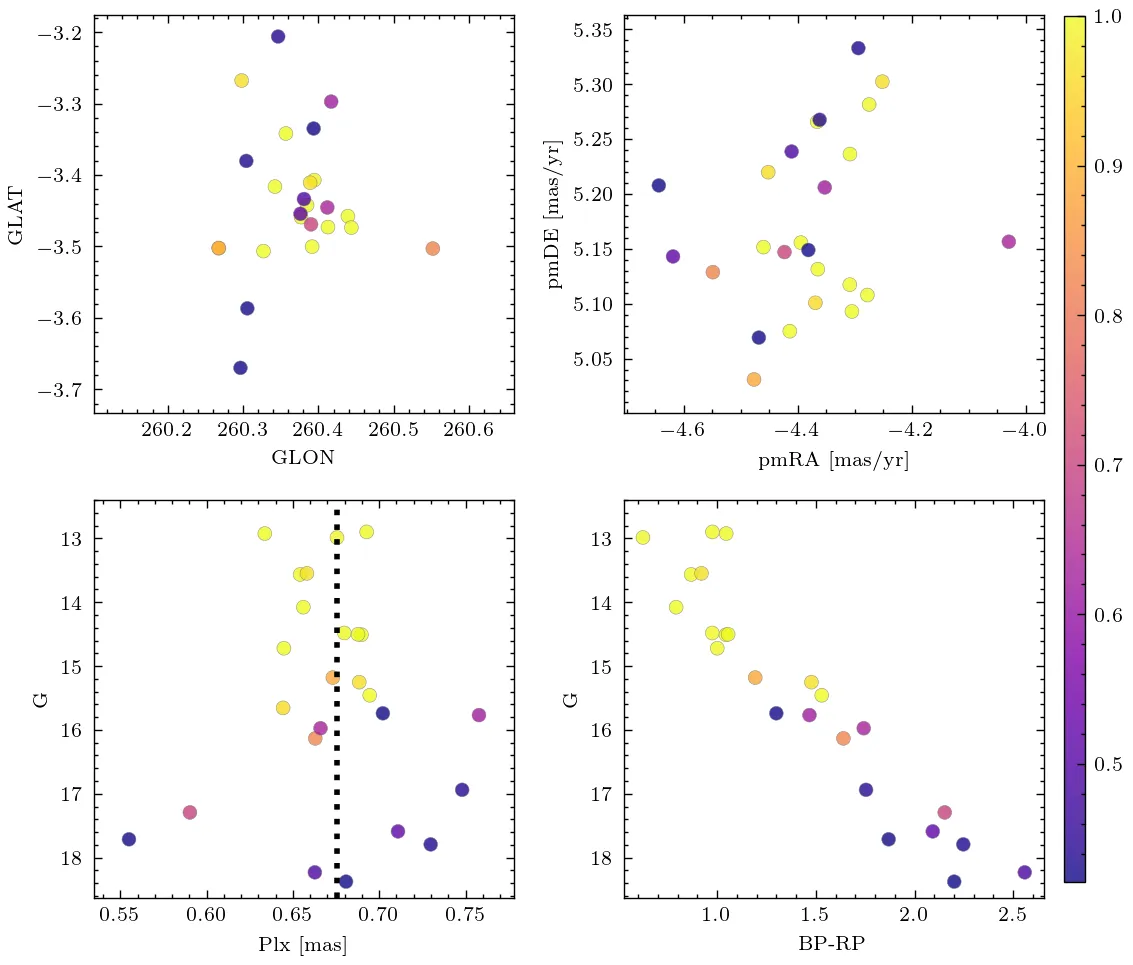 −3.2
−3.3
−3.4
−3.5
−3.6
−3.7
GLAT
260.2 260.3 260.4 260.5 260.6
GLON
5.35
5.30
5.25
5.20
5.15
5.10
5.05
pmDE [mas/yr]
−4.6 −4.4 −4.2 −4.0
pmRA [mas/yr]
13
14
15
16
17
18
G
0.55 0.60 0.65 0.70 0.75
Plx [mas]
13
14
15
16
17
18
G
1.0 1.5 2.0 2.5
BP-RP
1.0
0.9
0.8
0.7
0.6
0.5